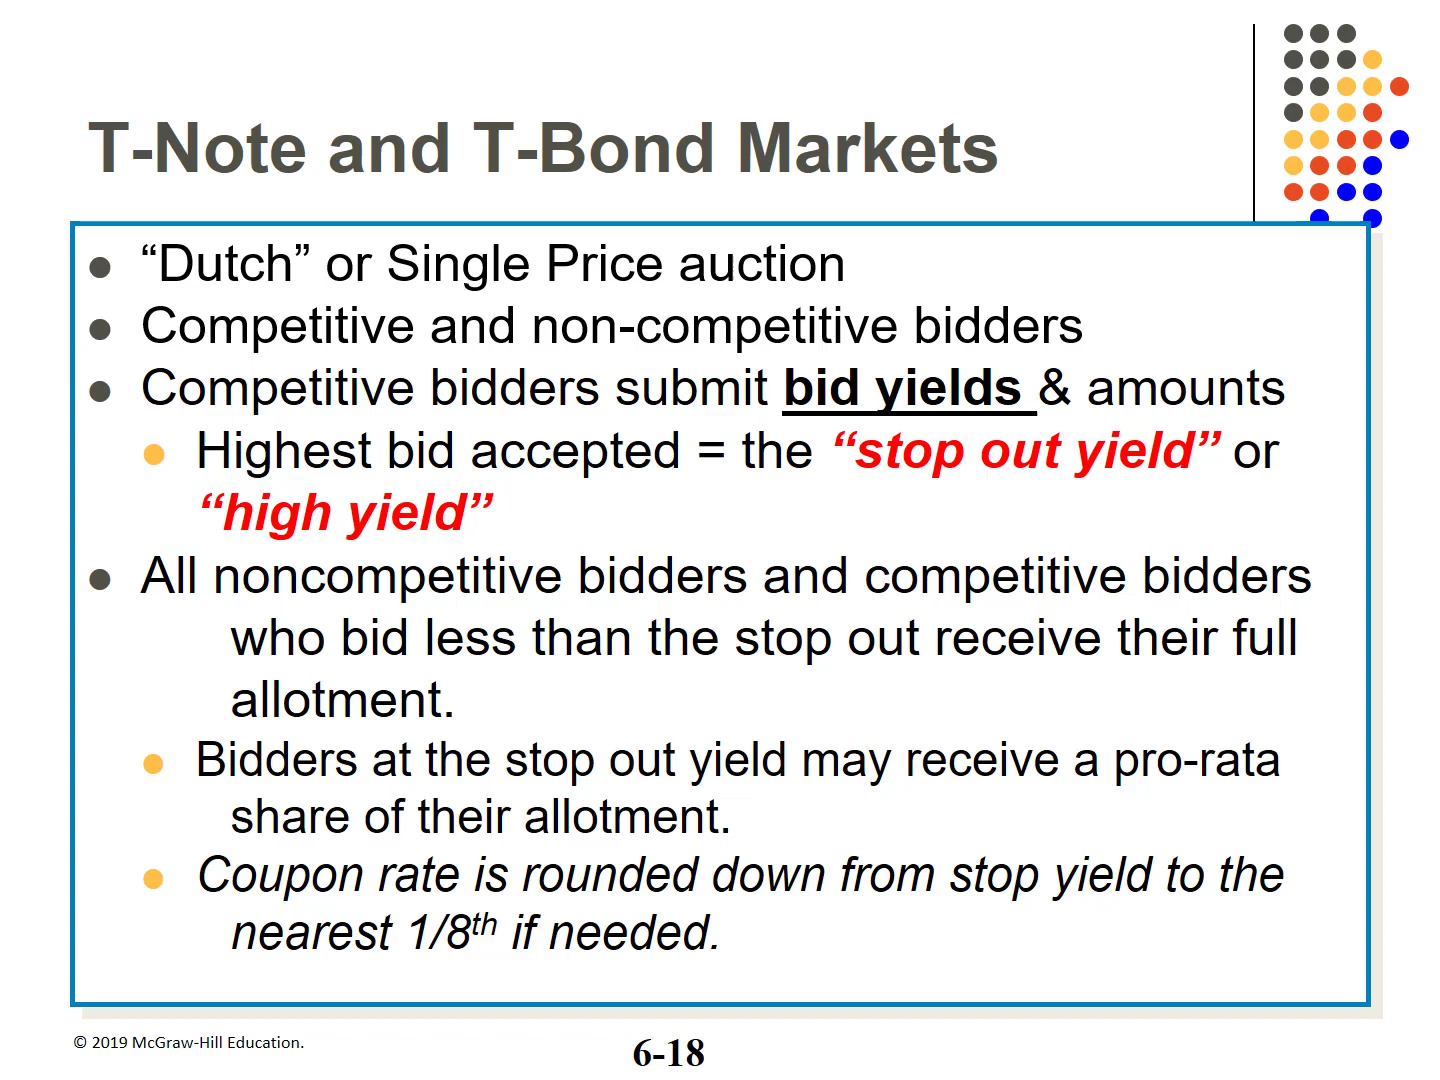 T-Note and T-Bond Markets
“Dutch” or Single Price auction
Competitive and non-competitive bidders
Competitive bidders submit bid yields & amounts
Highest bid accepted = the “stop out yield” or
“high yield”
All noncompetitive bidders and competitive bidders
who bid less than the stop out receive their full
allotment.
Bidders at the stop out yield may receive a pro-rata
share of their allotment.
Coupon rate is rounded down from stop yield to the
nearest 1/8th if needed.
© 2019 McGraw-Hill Education.
6-18